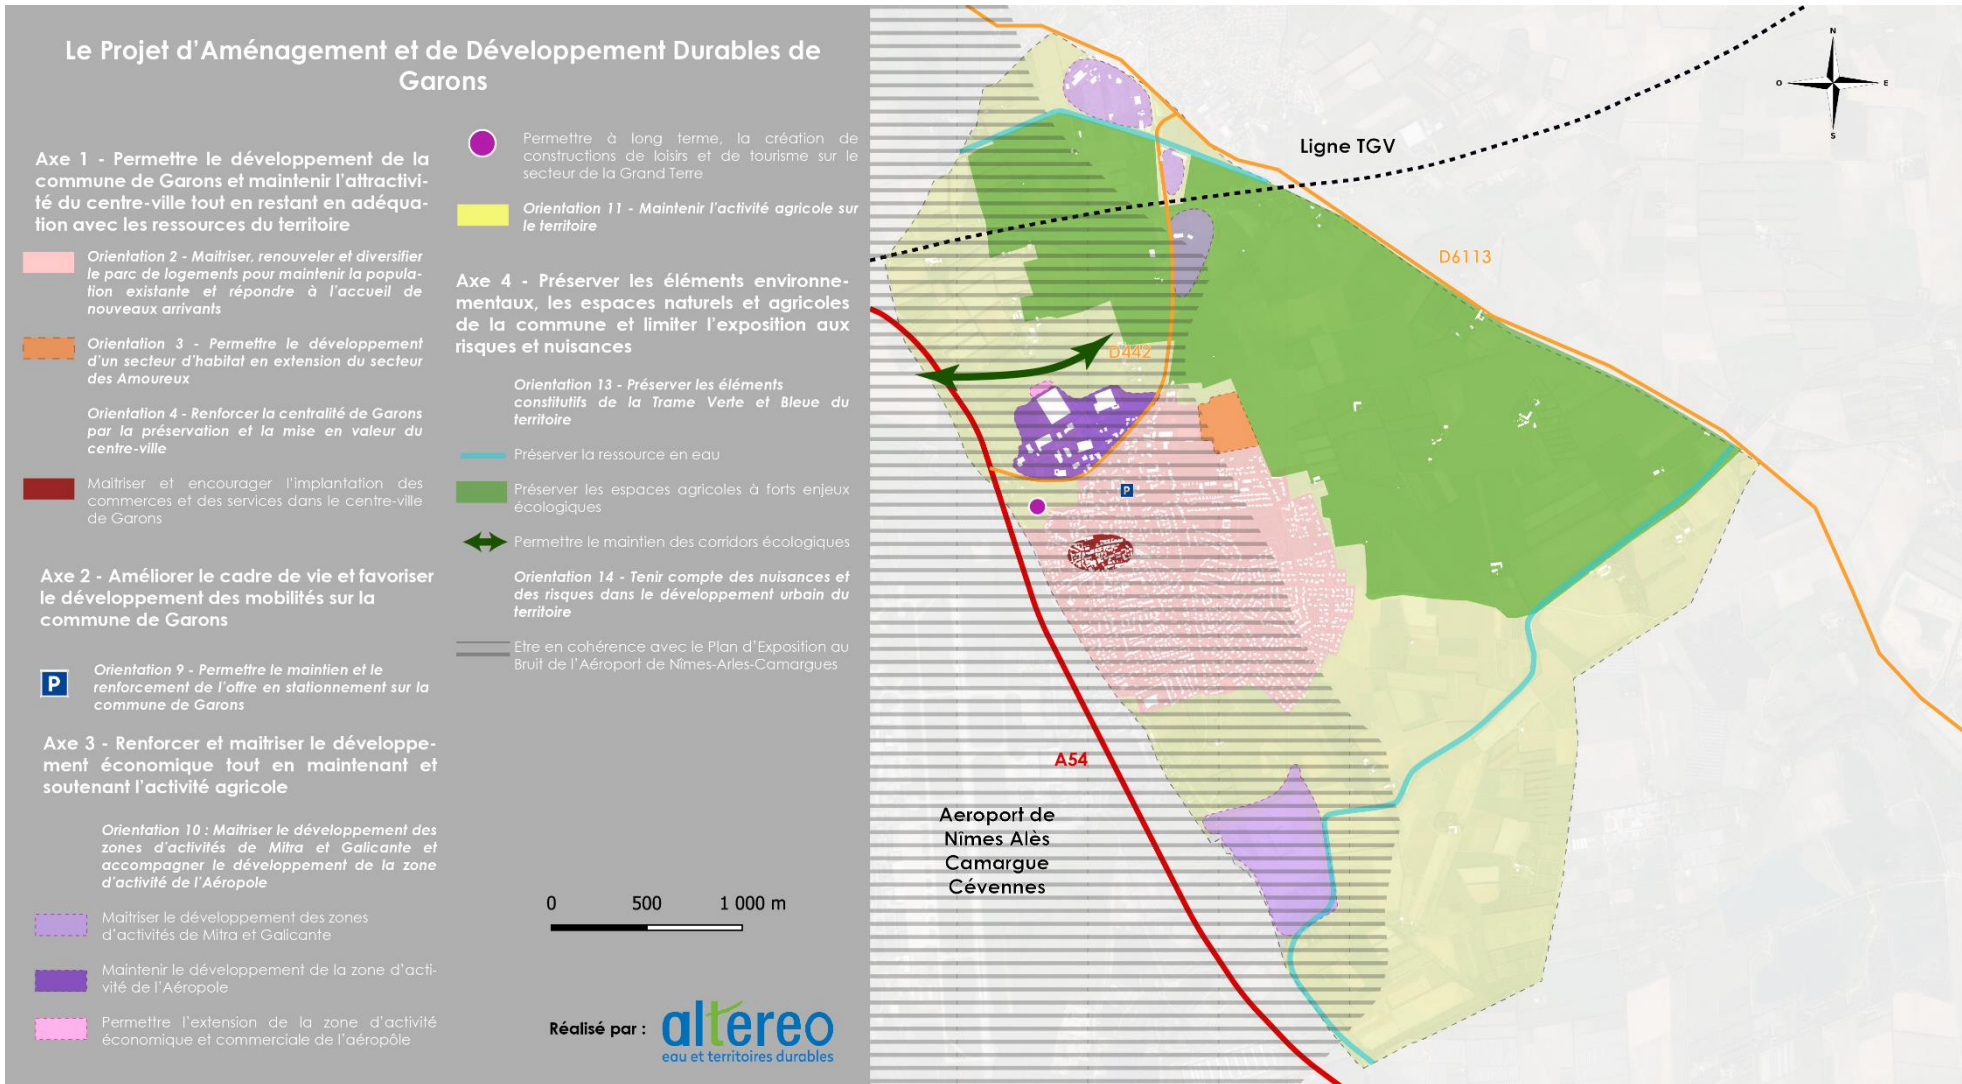 Le Projet d'Aménagement et de Développement Durables de
Garons
Axe 1 - Permettre le développement de la
commune de Garons et maintenir l'attractivi-
té du centre-ville tout en restant en adéqua-
tion avec les ressources du territoire
Orientation 2 - Maitriser, renouveler et diversifier
le parc de logements pour maintenir la popula-
tion existante et répondre à l'accueil de
nouveaux arrivants
Orientation 3 - Permettre le développement
d'un secteur d'habitat en extension du secteur
des Amoureux
Orientation 4 - Renforcer la centralité de Garons
par la préservation et la mise en valeur du
centre-ville
Maitriser et encourager l'implantation des
commerces et des services dans le centre-ville
de Garons
Axe 2 - Améliorer le cadre de vie et favoriser
le développement des mobilités sur la
commune de Garons
P
Orientation 9 - Permettre le maintien et le
renforcement de l'offre en stationnement sur la
commune de Garons
Axe 3 - Renforcer et maitriser le développe-
ment économique tout en maintenant et
soutenant l'activité agricole
Orientation 10 : Maitriser le développement des
zones d'activités de Mitra et Galicante et
accompagner le développement de la zone
d'activité de l'Aéropole
Maitriser le développement des zones
d'activités de Mitra et Galicante
Maintenir le développement de la zone d'acti-
vité de l'Aéropole
Permettre l'extension de la zone d'activité
économique et commerciale de l'aéropôle
Permettre à long terme, la création de
constructions de loisirs et de tourisme sur le
secteur de la Grand Terre
Orientation 11 - Maintenir l'activité agricole sur
le territoire
Axe 4 - Préserver les éléments environne-
mentaux, les espaces naturels et agricoles
de la commune et limiter l'exposition aux
risques et nuisances
Orientation 13 - Préserver les éléments
constitutifs de la Trame Verte et Bleue du
territoire
Préserver la ressource en eau
Préserver les espaces agricoles à forts enjeux
écologiques
Permettre le maintien des corridors écologiques
Orientation 14 - Tenir compte des nuisances et
des risques dans le développement urbain du
territoire
Etre en cohérence avec le Plan d'Exposition au
Bruit de l'Aéroport de Nîmes-Arles-Camargues
0 500 1 000 m
Réalisé par :
altereo
eau et territoires durables
N
O E
S
Ligne TGV
D6113
D442
P
A54
Aeroport de
Nîmes Alès
Camargue
Cévennes